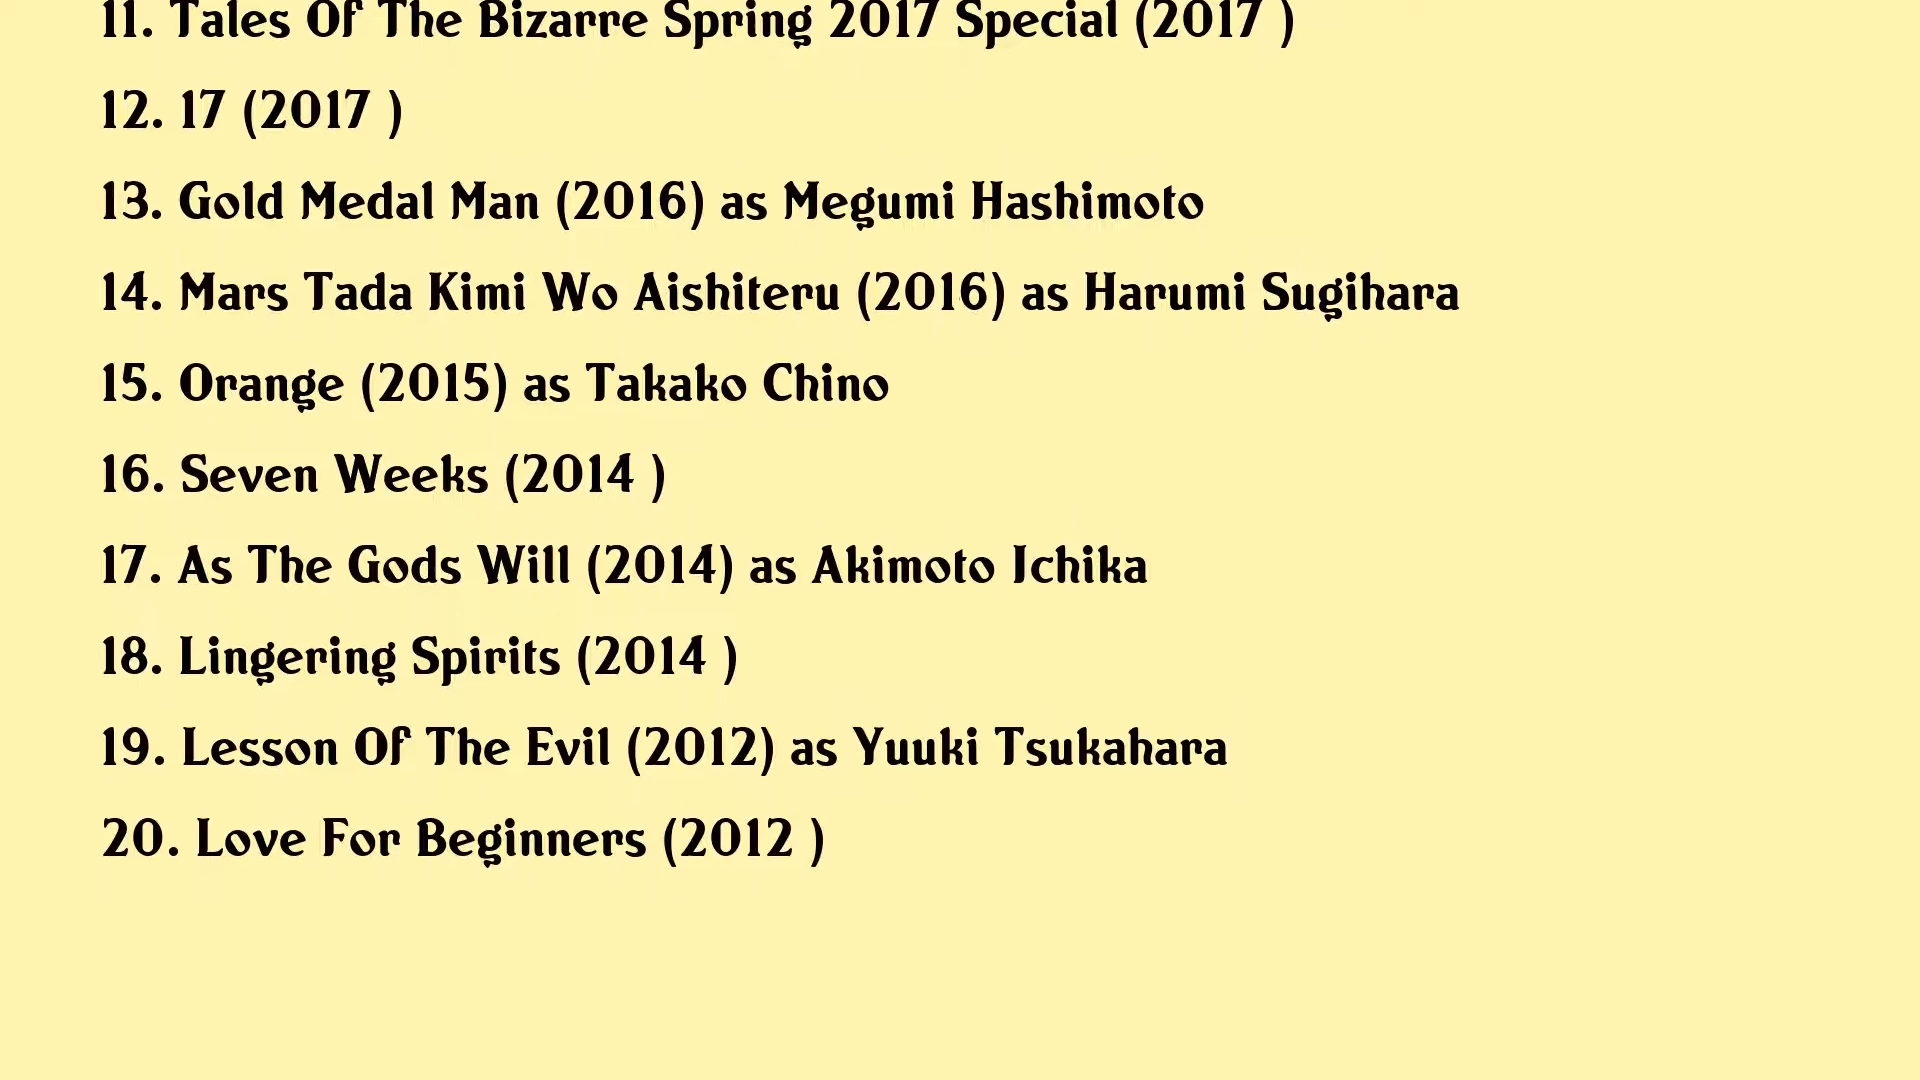 11. Tales Of The Bizarre Spring 2017 Special (2017 )
12. 17 (2017 )
13. Gold Medal Man (2016) as Megumi Hashimoto
14. Mars Tada Kimi Wo Aishiteru (2016) as Harumi Sugihara
15. Orange (2015) as Takako Chino
16. Seven Weeks (2014 )
17. As The Gods Will (2014) as Akimoto Ichika
18. Lingering Spirits (2014 )
19. Lesson Of The Evil (2012) as Yuuki Tsukahara
20. Love For Beginners (2012 )